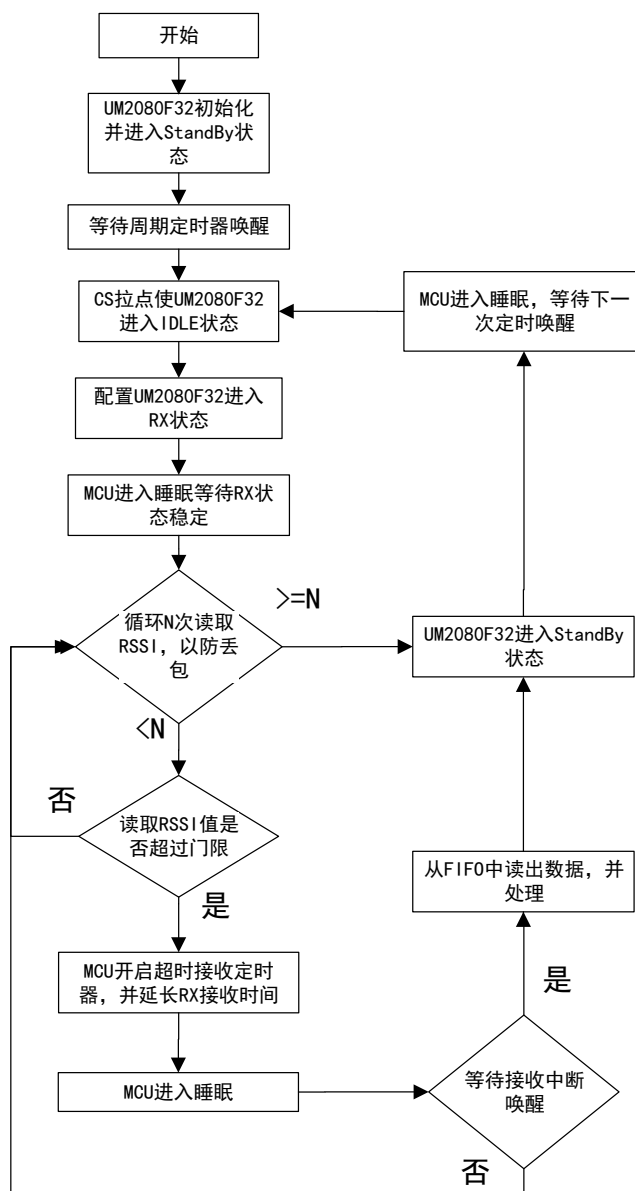 开始
UM2080F32初始化
并进入StandBy状
态
等待周期定时器唤醒
CS拉点使UM2080F32
进入IDLE状态
MCU进入睡眠，等待下一
次定时唤醒
配置UM2080F32进入
RX状态
MCU进入睡眠等待RX状
态稳定
循环N次读取
RSSI，以防丢
包
>=N
UM2080F32进入StandBy
状态
<N
否
读取RSSI值是
否超过门限
是
从FIFO中读出数据，并
处理
MCU开启超时接收定时
器，并延长RX接收时间
是
MCU进入睡眠
等待接收中断
唤醒
否